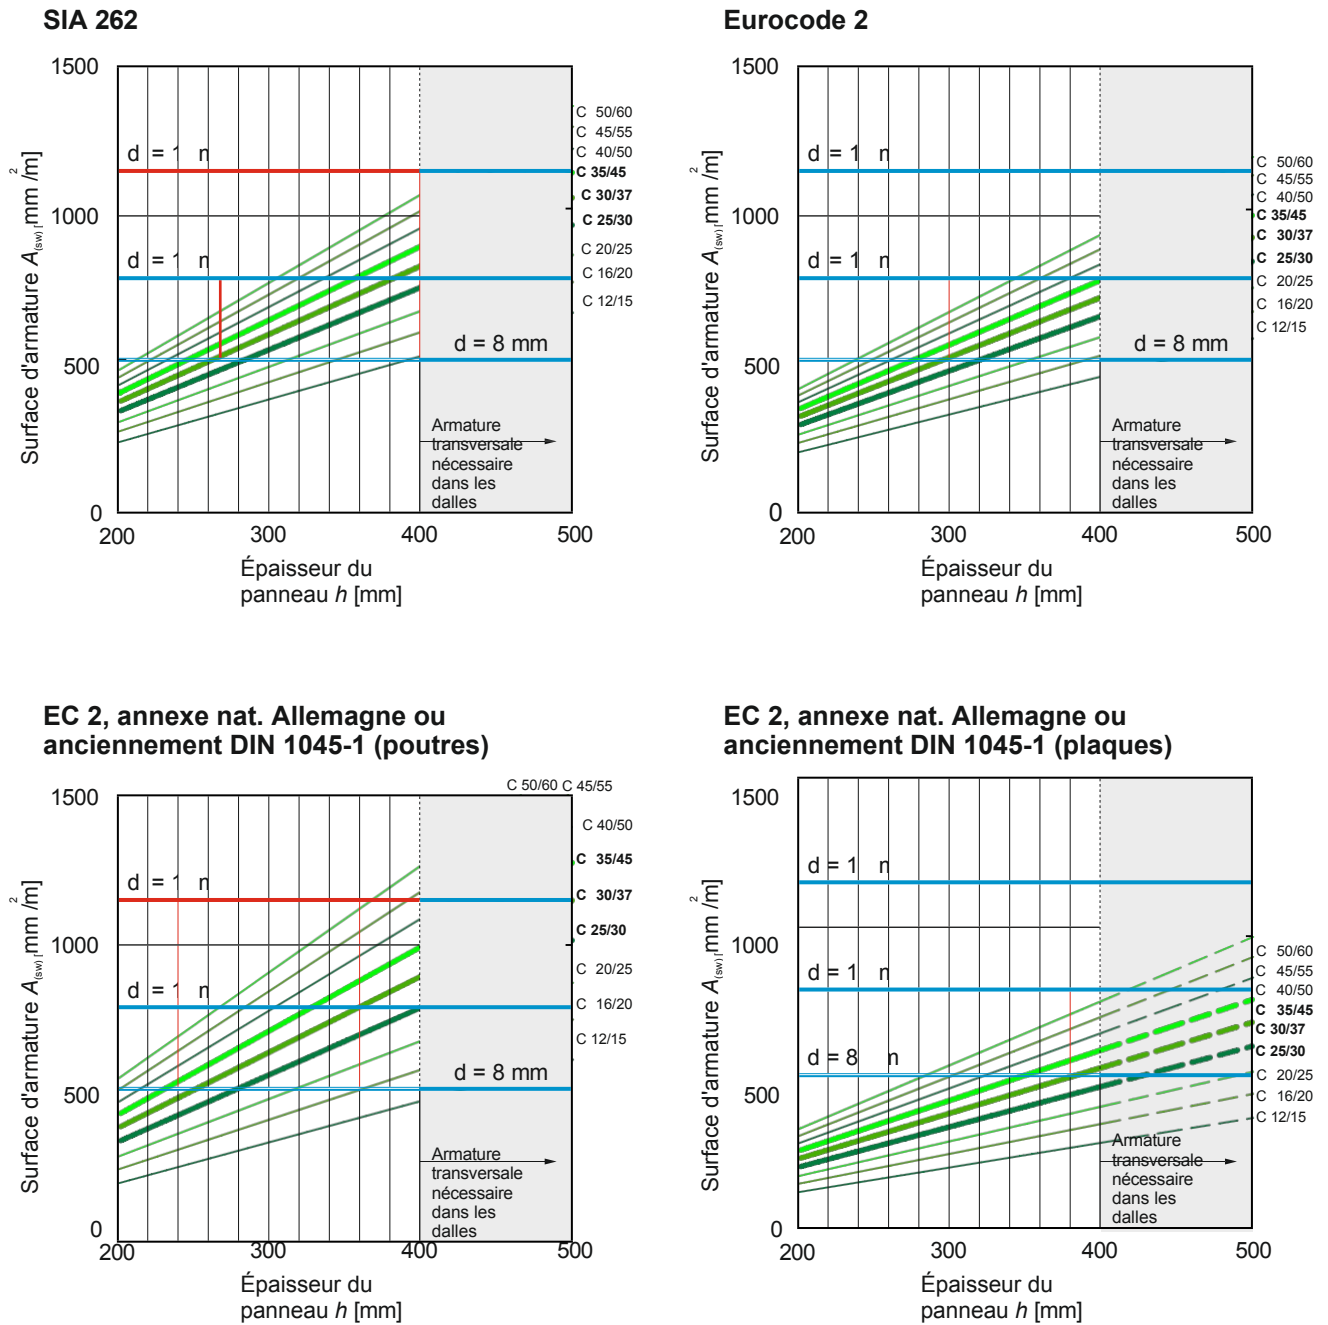 SIA 262
Surface d'armature A(sw)[mm2/m]
1500
1000
500
0
200
300
400
500
d = 1 m
d = 1 m
d = 8 mm
Armature
transversale
nécessaire
dans les
dalles
C 50/60
C 45/55
C 40/50
C 35/45
C 30/37
C 25/30
C 20/25
C 16/20
C 12/15
Épaisseur du
panneau h [mm]
Eurocode 2
Surface d'armature A(sw)[mm2/m]
1500
1000
500
0
200
300
400
500
d = 1 m
d = 1 m
d = 8 mm
Armature
transversale
nécessaire
dans les
dalles
C 50/60
C 45/55
C 40/50
C 35/45
C 30/37
C 25/30
C 20/25
C 16/20
C 12/15
Épaisseur du
panneau h [mm]
EC 2, annexe nat. Allemagne ou
anciennement DIN 1045-1 (poutres)
Surface d'armature A(sw)[mm2/m]
1500
1000
500
0
200
300
400
500
d = 1 m
d = 1 m
d = 8 mm
Armature
transversale
nécessaire
dans les
dalles
C 50/60 C 45/55
C 40/50
C 35/45
C 30/37
C 25/30
C 20/25
C 16/20
C 12/15
Épaisseur du
panneau h [mm]
EC 2, annexe nat. Allemagne ou
anciennement DIN 1045-1 (plaques)
Surface d'armature A(sw)[mm2/m]
1500
1000
500
0
200
300
400
500
d = 1 m
d = 1 m
d = 8 m
Armature
transversale
nécessaire
dans les
dalles
C 50/60
C 45/55
C 40/50
C 35/45
C 30/37
C 25/30
C 20/25
C 16/20
C 12/15
Épaisseur du
panneau h [mm]